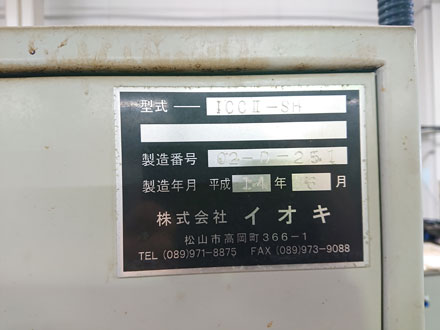 型式 ── ICCⅡ-SH
製造番号 02-0-251
製造年月 平成 14 年 6 月
株式会社 イオキ
松山市高岡町366-1
TEL (089)971-8875 FAX (089)973-9088